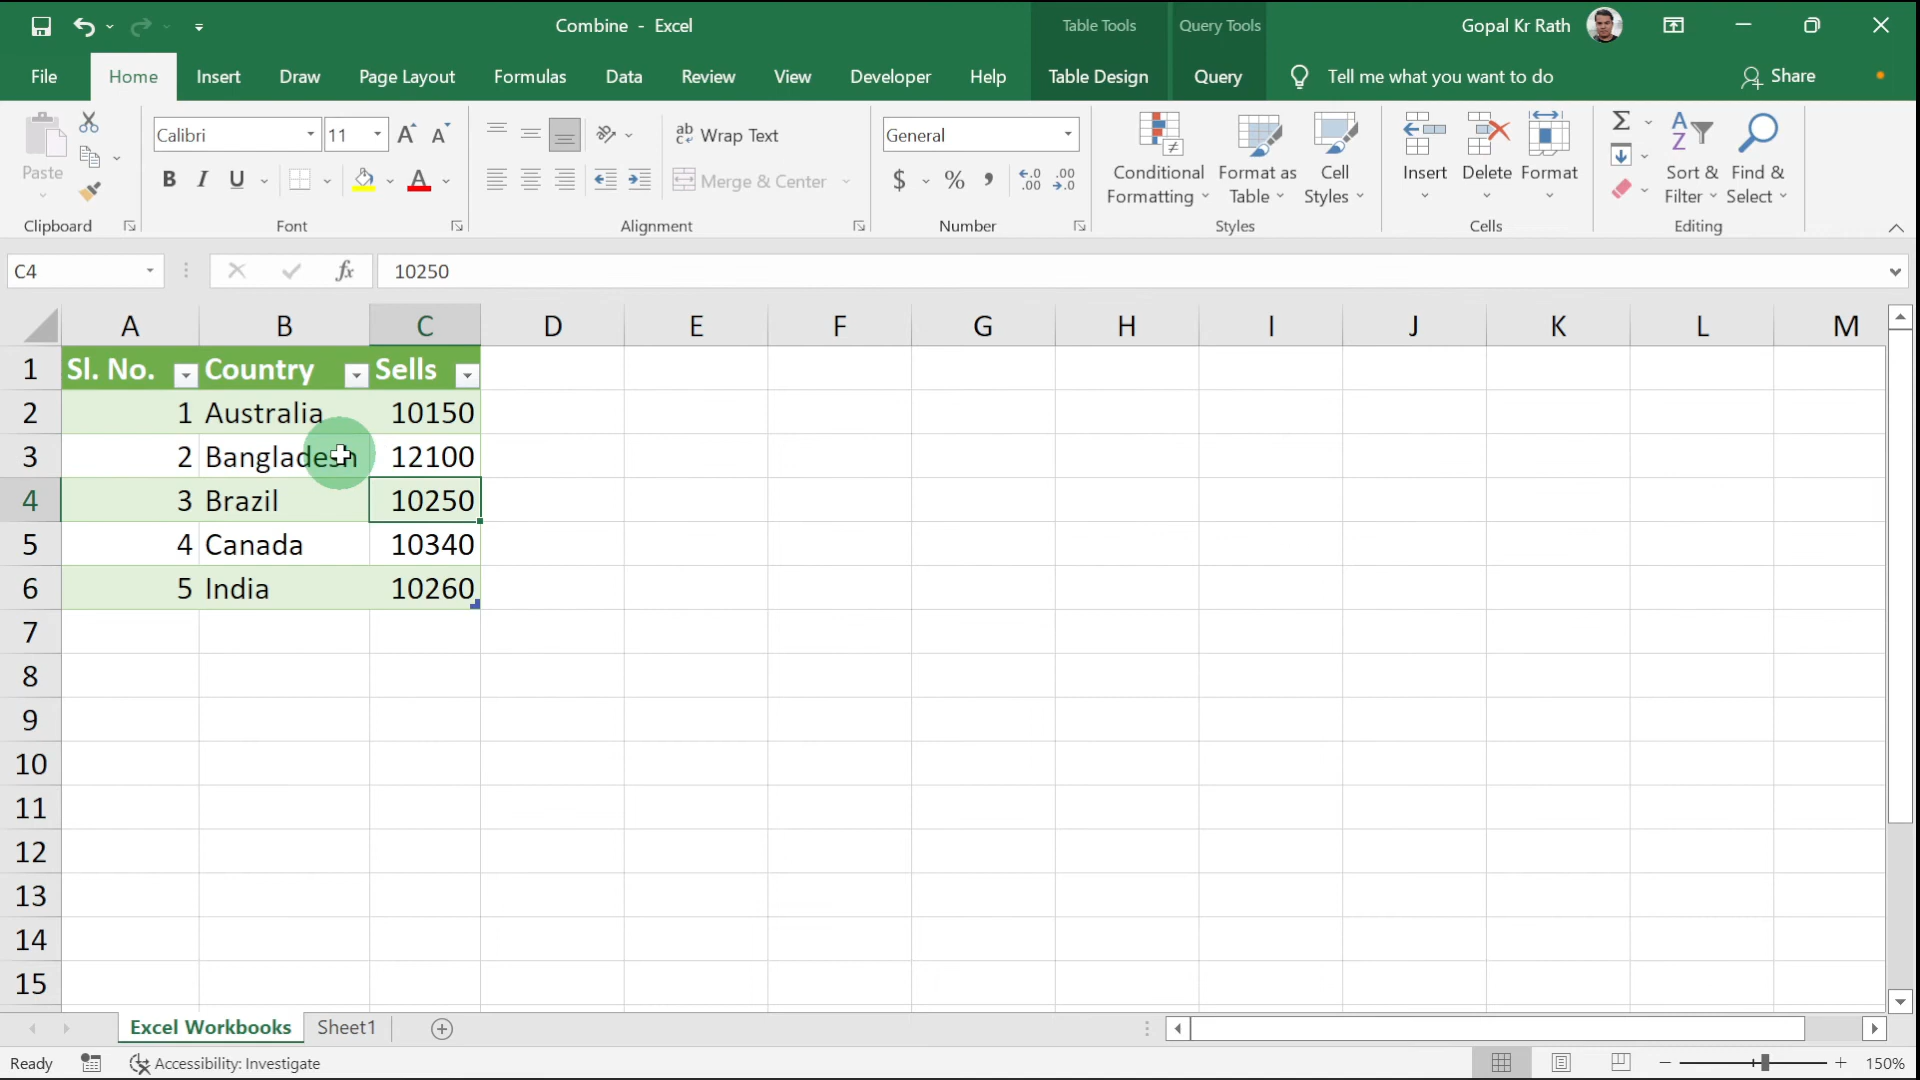 Combine - Excel
Table Tools
Query Tools
Gopal Kr Rath
File
Home
Insert
Draw
Page Layout
Formulas
Data
Review
View
Developer
Help
Table Design
Query
Tell me what you want to do
Share
Paste
Calibri
11
Wrap Text
Merge & Center
General
Conditional
Formatting
Format as
Table
Cell
Styles
Insert
Delete
Format
Sort &
Filter
Find &
Select
Clipboard
Font
Alignment
Number
Styles
Cells
Editing
C4
fx
10250
A B C D E F G H I J K L M
1 Sl. No. Country Sells
2 1 Australia 10150
3 2 Bangladesh 12100
4 3 Brazil 10250
5 4 Canada 10340
6 5 India 10260
7
8
9
10
11
12
13
14
15
Excel Workbooks
Sheet1
Ready
Accessibility: Investigate
150%